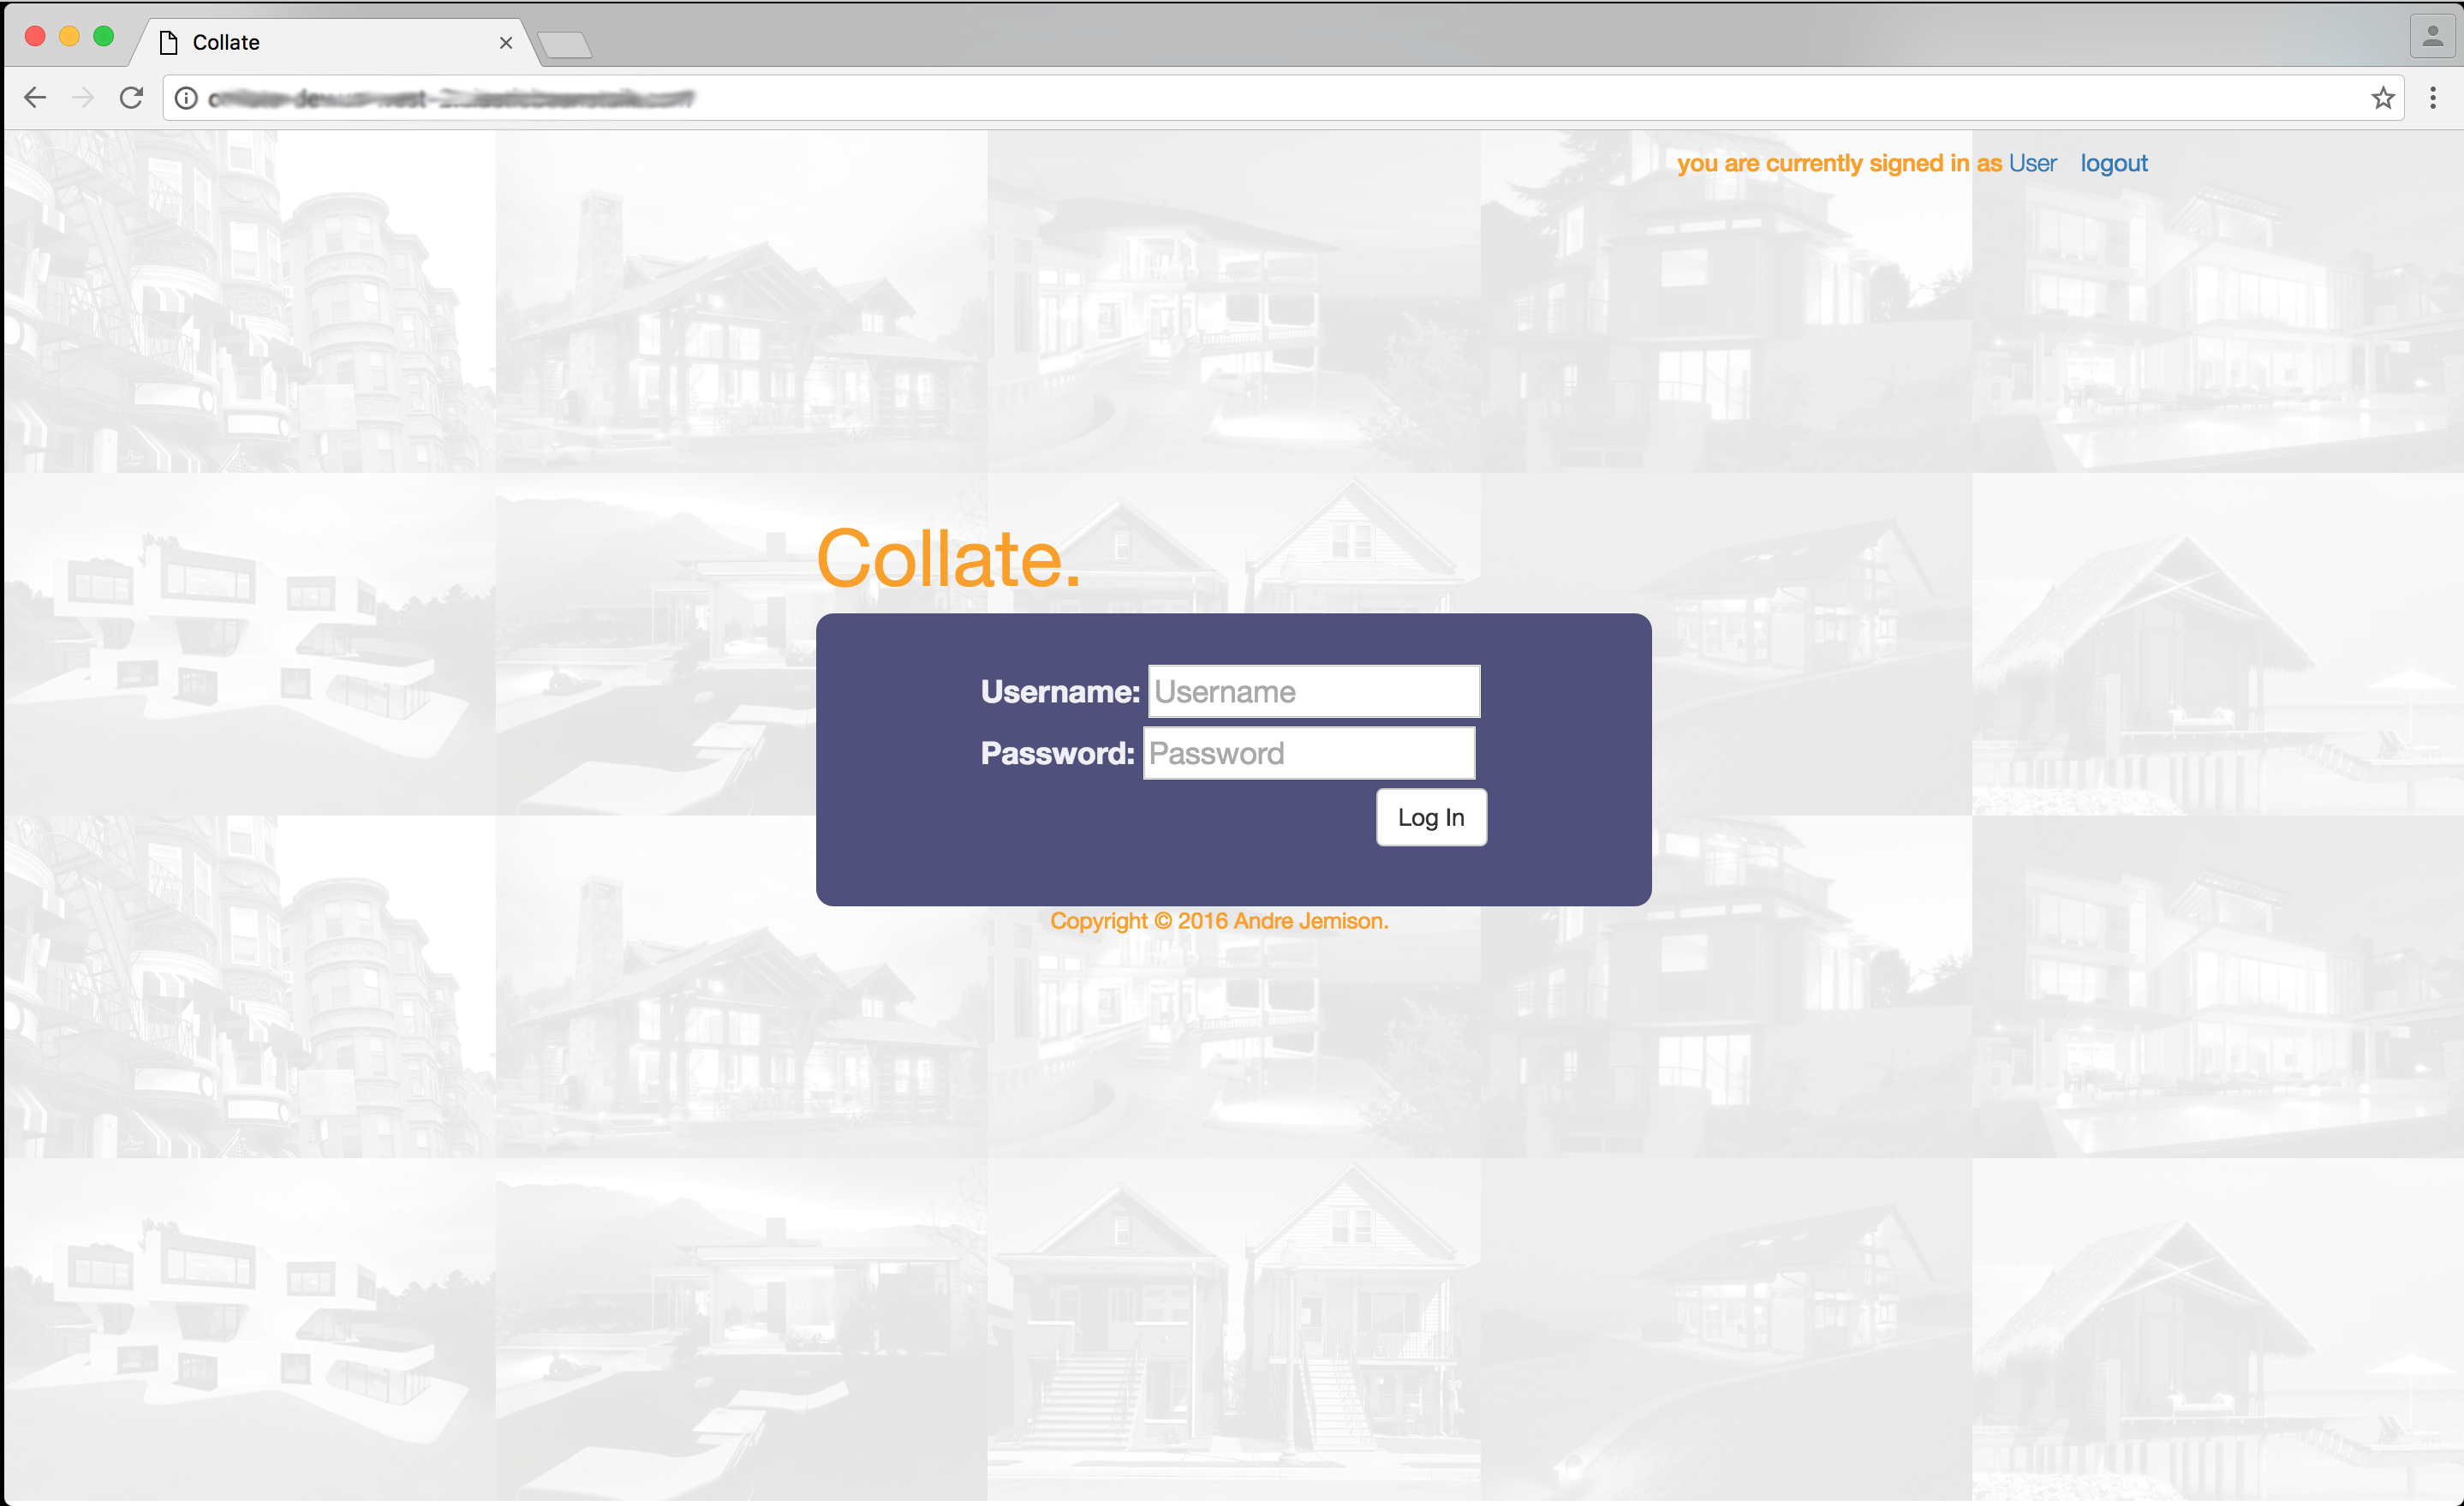 Collate
you are currently signed in as User logout
Collate.
Username: Username
Password: Password
Log In
Copyright © 2016 Andre Jemison.